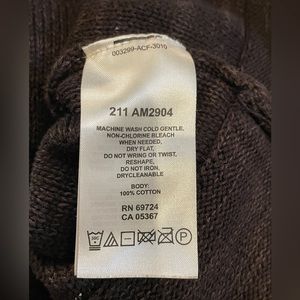 003299-ACF-3010
211 AM2904
MACHINE WASH COLD GENTLE,
NON-CHLORINE BLEACH
WHEN NEEDED,
DRY FLAT,
DO NOT WRING OR TWIST,
RESHAPE,
DO NOT IRON,
DRYCLEANABLE
BODY:
100% COTTON
RN 69724
CA 05367